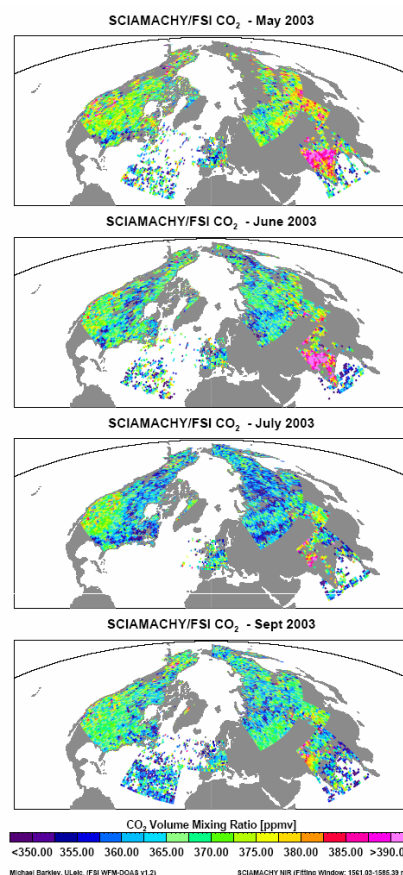 SCIAMACHY/FSI CO₂ - May 2003
SCIAMACHY/FSI CO₂ - June 2003
SCIAMACHY/FSI CO₂ - July 2003
SCIAMACHY/FSI CO₂ - Sept 2003
CO₂ Volume Mixing Ratio [ppmv]
<350.00 355.00 360.00 365.00 370.00 375.00 380.00 385.00 >390.0
Michael Barkley, ULeic, (FSI WFM-DOAS v1.2) SCIAMACHY NIR (Fitting Window: 1561.03-1585.39 n